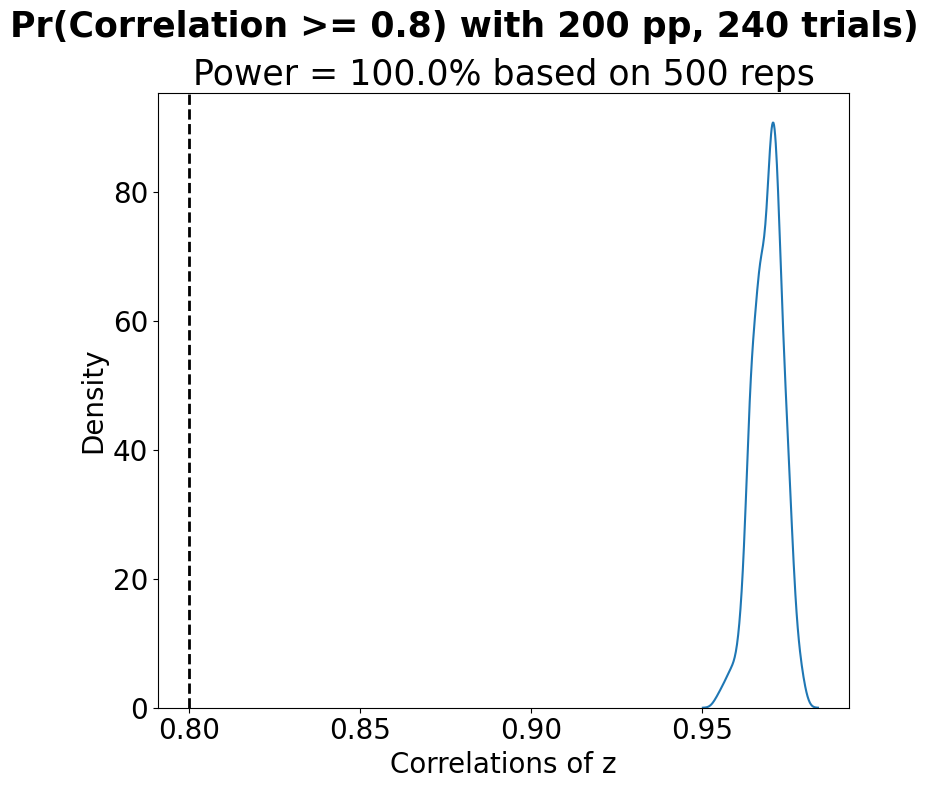 Pr(Correlation >= 0.8) with 200 pp, 240 trials)
Power = 100.0% based on 500 reps
80
60
40
20
0
Density
0.80 0.85 0.90 0.95
Correlations of z